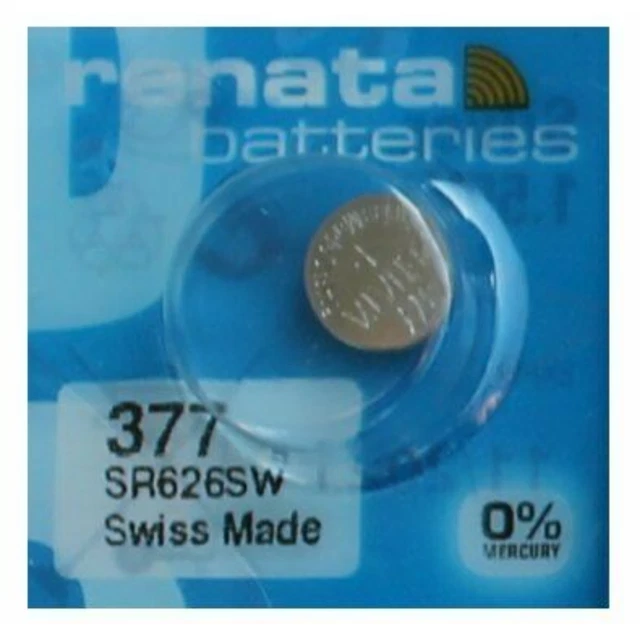 renata
batteries
377
SR626SW
Swiss Made
0%
MERCURY